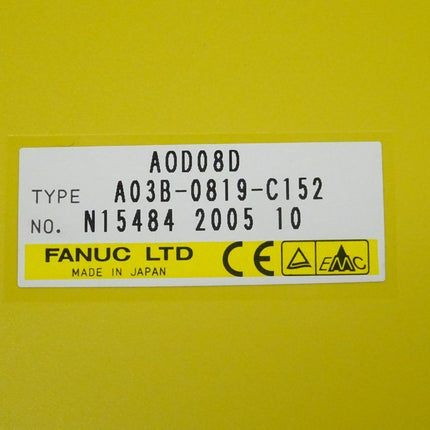 AOD08D
TYPE A03B-0819-C152
NO. N15484 2005 10
FANUC LTD CE EMC
MADE IN JAPAN